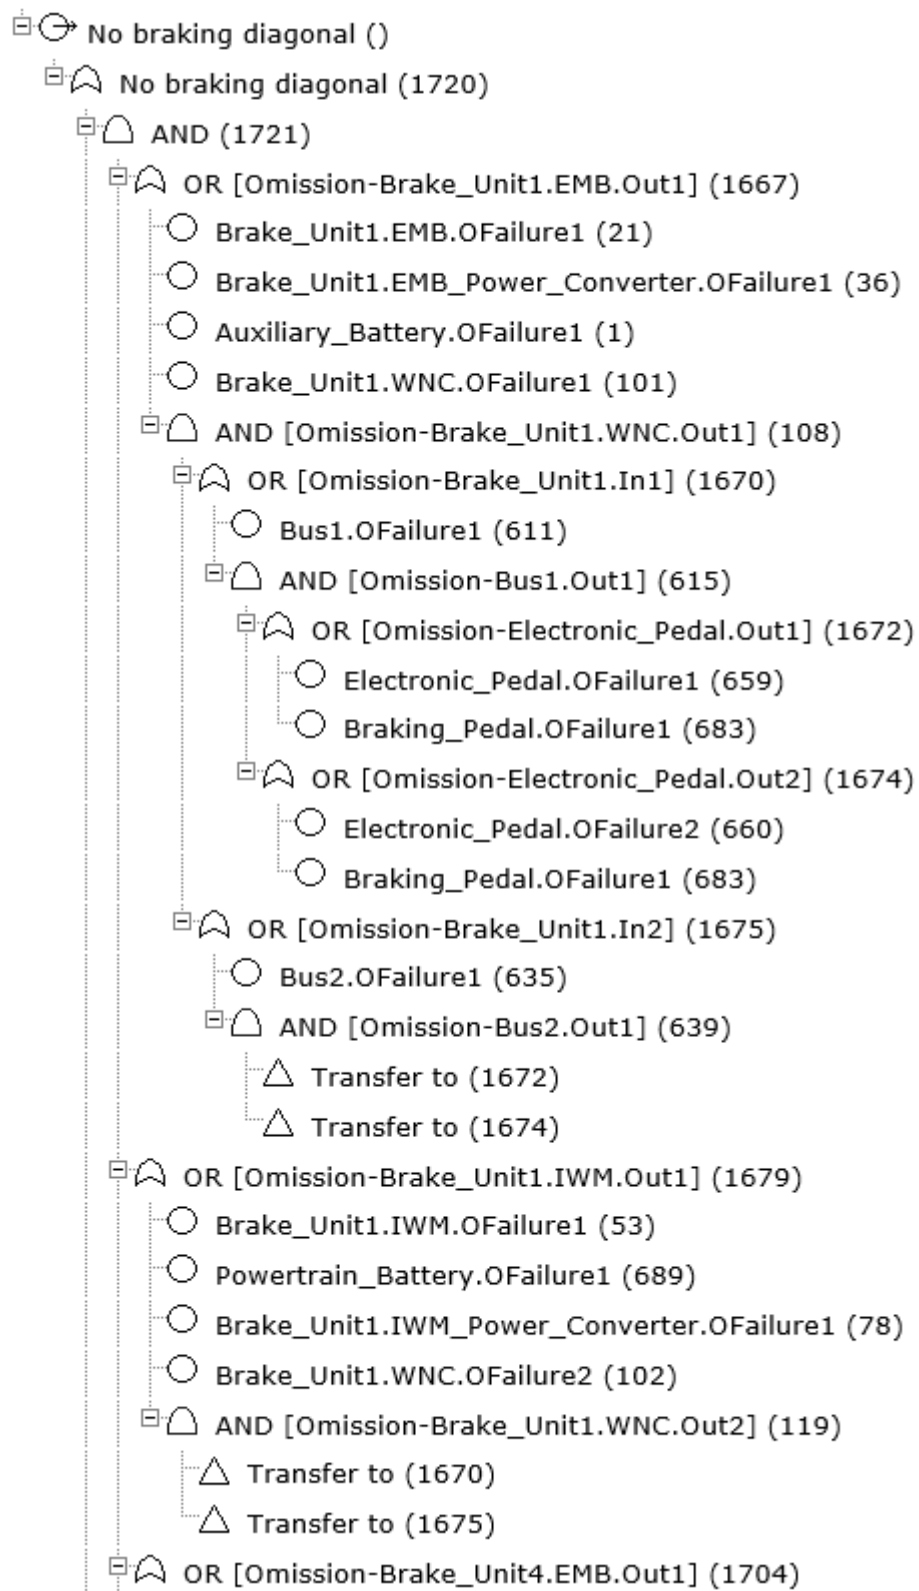 No braking diagonal ()
No braking diagonal (1720)
AND (1721)
OR [Omission-Brake_Unit1.EMB.Out1] (1667)
Brake_Unit1.EMB.OFailure1 (21)
Brake_Unit1.EMB_Power_Converter.OFailure1 (36)
Auxiliary_Battery.OFailure1 (1)
Brake_Unit1.WNC.OFailure1 (101)
AND [Omission-Brake_Unit1.WNC.Out1] (108)
OR [Omission-Brake_Unit1.In1] (1670)
Bus1.OFailure1 (611)
AND [Omission-Bus1.Out1] (615)
OR [Omission-Electronic_Pedal.Out1] (1672)
Electronic_Pedal.OFailure1 (659)
Braking_Pedal.OFailure1 (683)
OR [Omission-Electronic_Pedal.Out2] (1674)
Electronic_Pedal.OFailure2 (660)
Braking_Pedal.OFailure1 (683)
OR [Omission-Brake_Unit1.In2] (1675)
Bus2.OFailure1 (635)
AND [Omission-Bus2.Out1] (639)
Transfer to (1672)
Transfer to (1674)
OR [Omission-Brake_Unit1.IWM.Out1] (1679)
Brake_Unit1.IWM.OFailure1 (53)
Powertrain_Battery.OFailure1 (689)
Brake_Unit1.IWM_Power_Converter.OFailure1 (78)
Brake_Unit1.WNC.OFailure2 (102)
AND [Omission-Brake_Unit1.WNC.Out2] (119)
Transfer to (1670)
Transfer to (1675)
OR [Omission-Brake_Unit4.EMB.Out1] (1704)